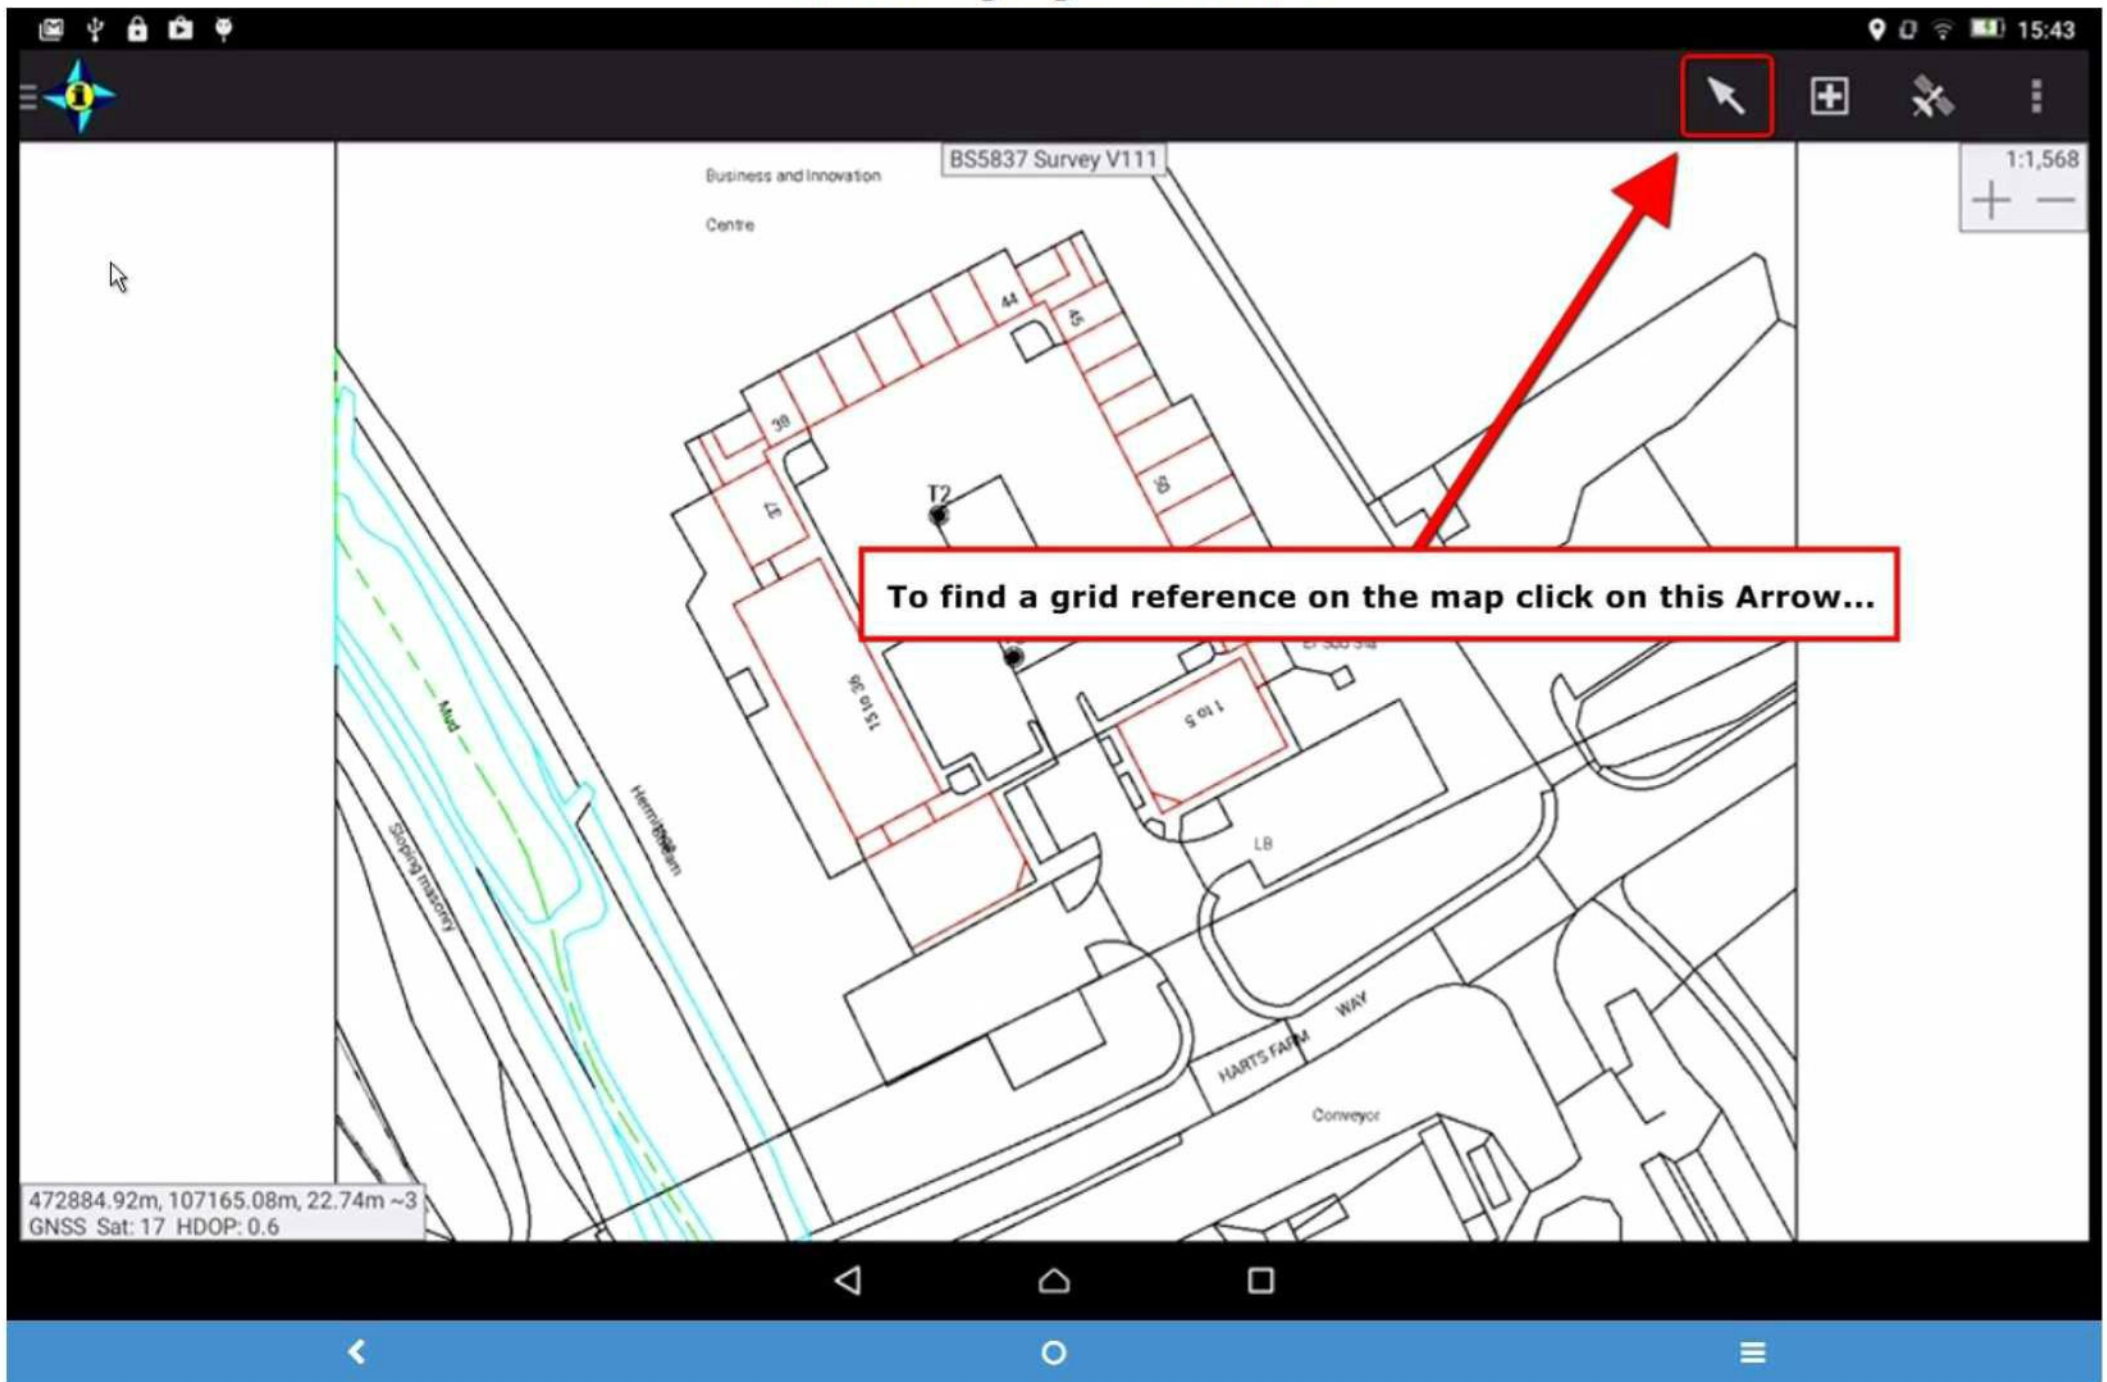 15:43
BS5837 Survey V111
1:1,568
Business and Innovation
Centre
44
45
38
37
50
T2
To find a grid reference on the map click on this Arrow...
15 to 36
1 to 5
Mud
LB
Sloping masonry
WAY
HARTS FARM
Conveyor
472884.92m, 107165.08m, 22.74m ~3
GNSS Sat: 17 HDOP: 0.6